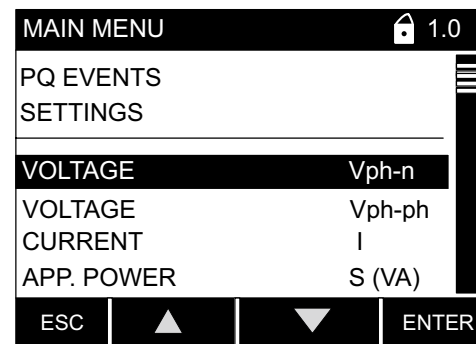 MAIN MENU 1.0
PQ EVENTS
SETTINGS
VOLTAGE Vph-n
VOLTAGE Vph-ph
CURRENT I
APP. POWER S (VA)
ESC ENTER